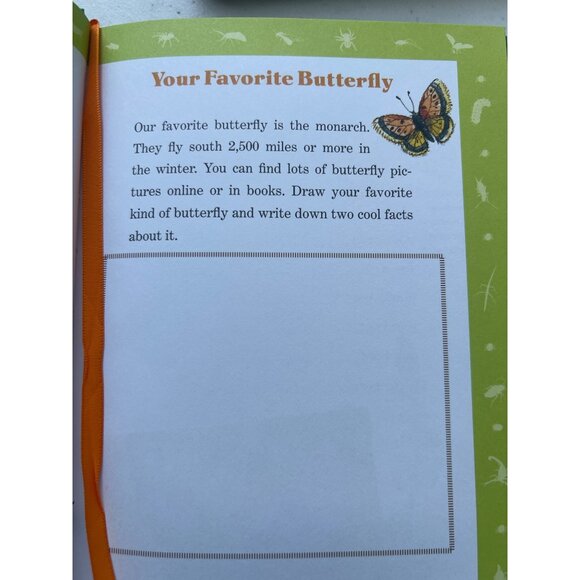 Your Favorite Butterfly
Our favorite butterfly is the monarch.
They fly south 2,500 miles or more in
the winter. You can find lots of butterfly pic-
tures online or in books. Draw your favorite
kind of butterfly and write down two cool facts
about it.